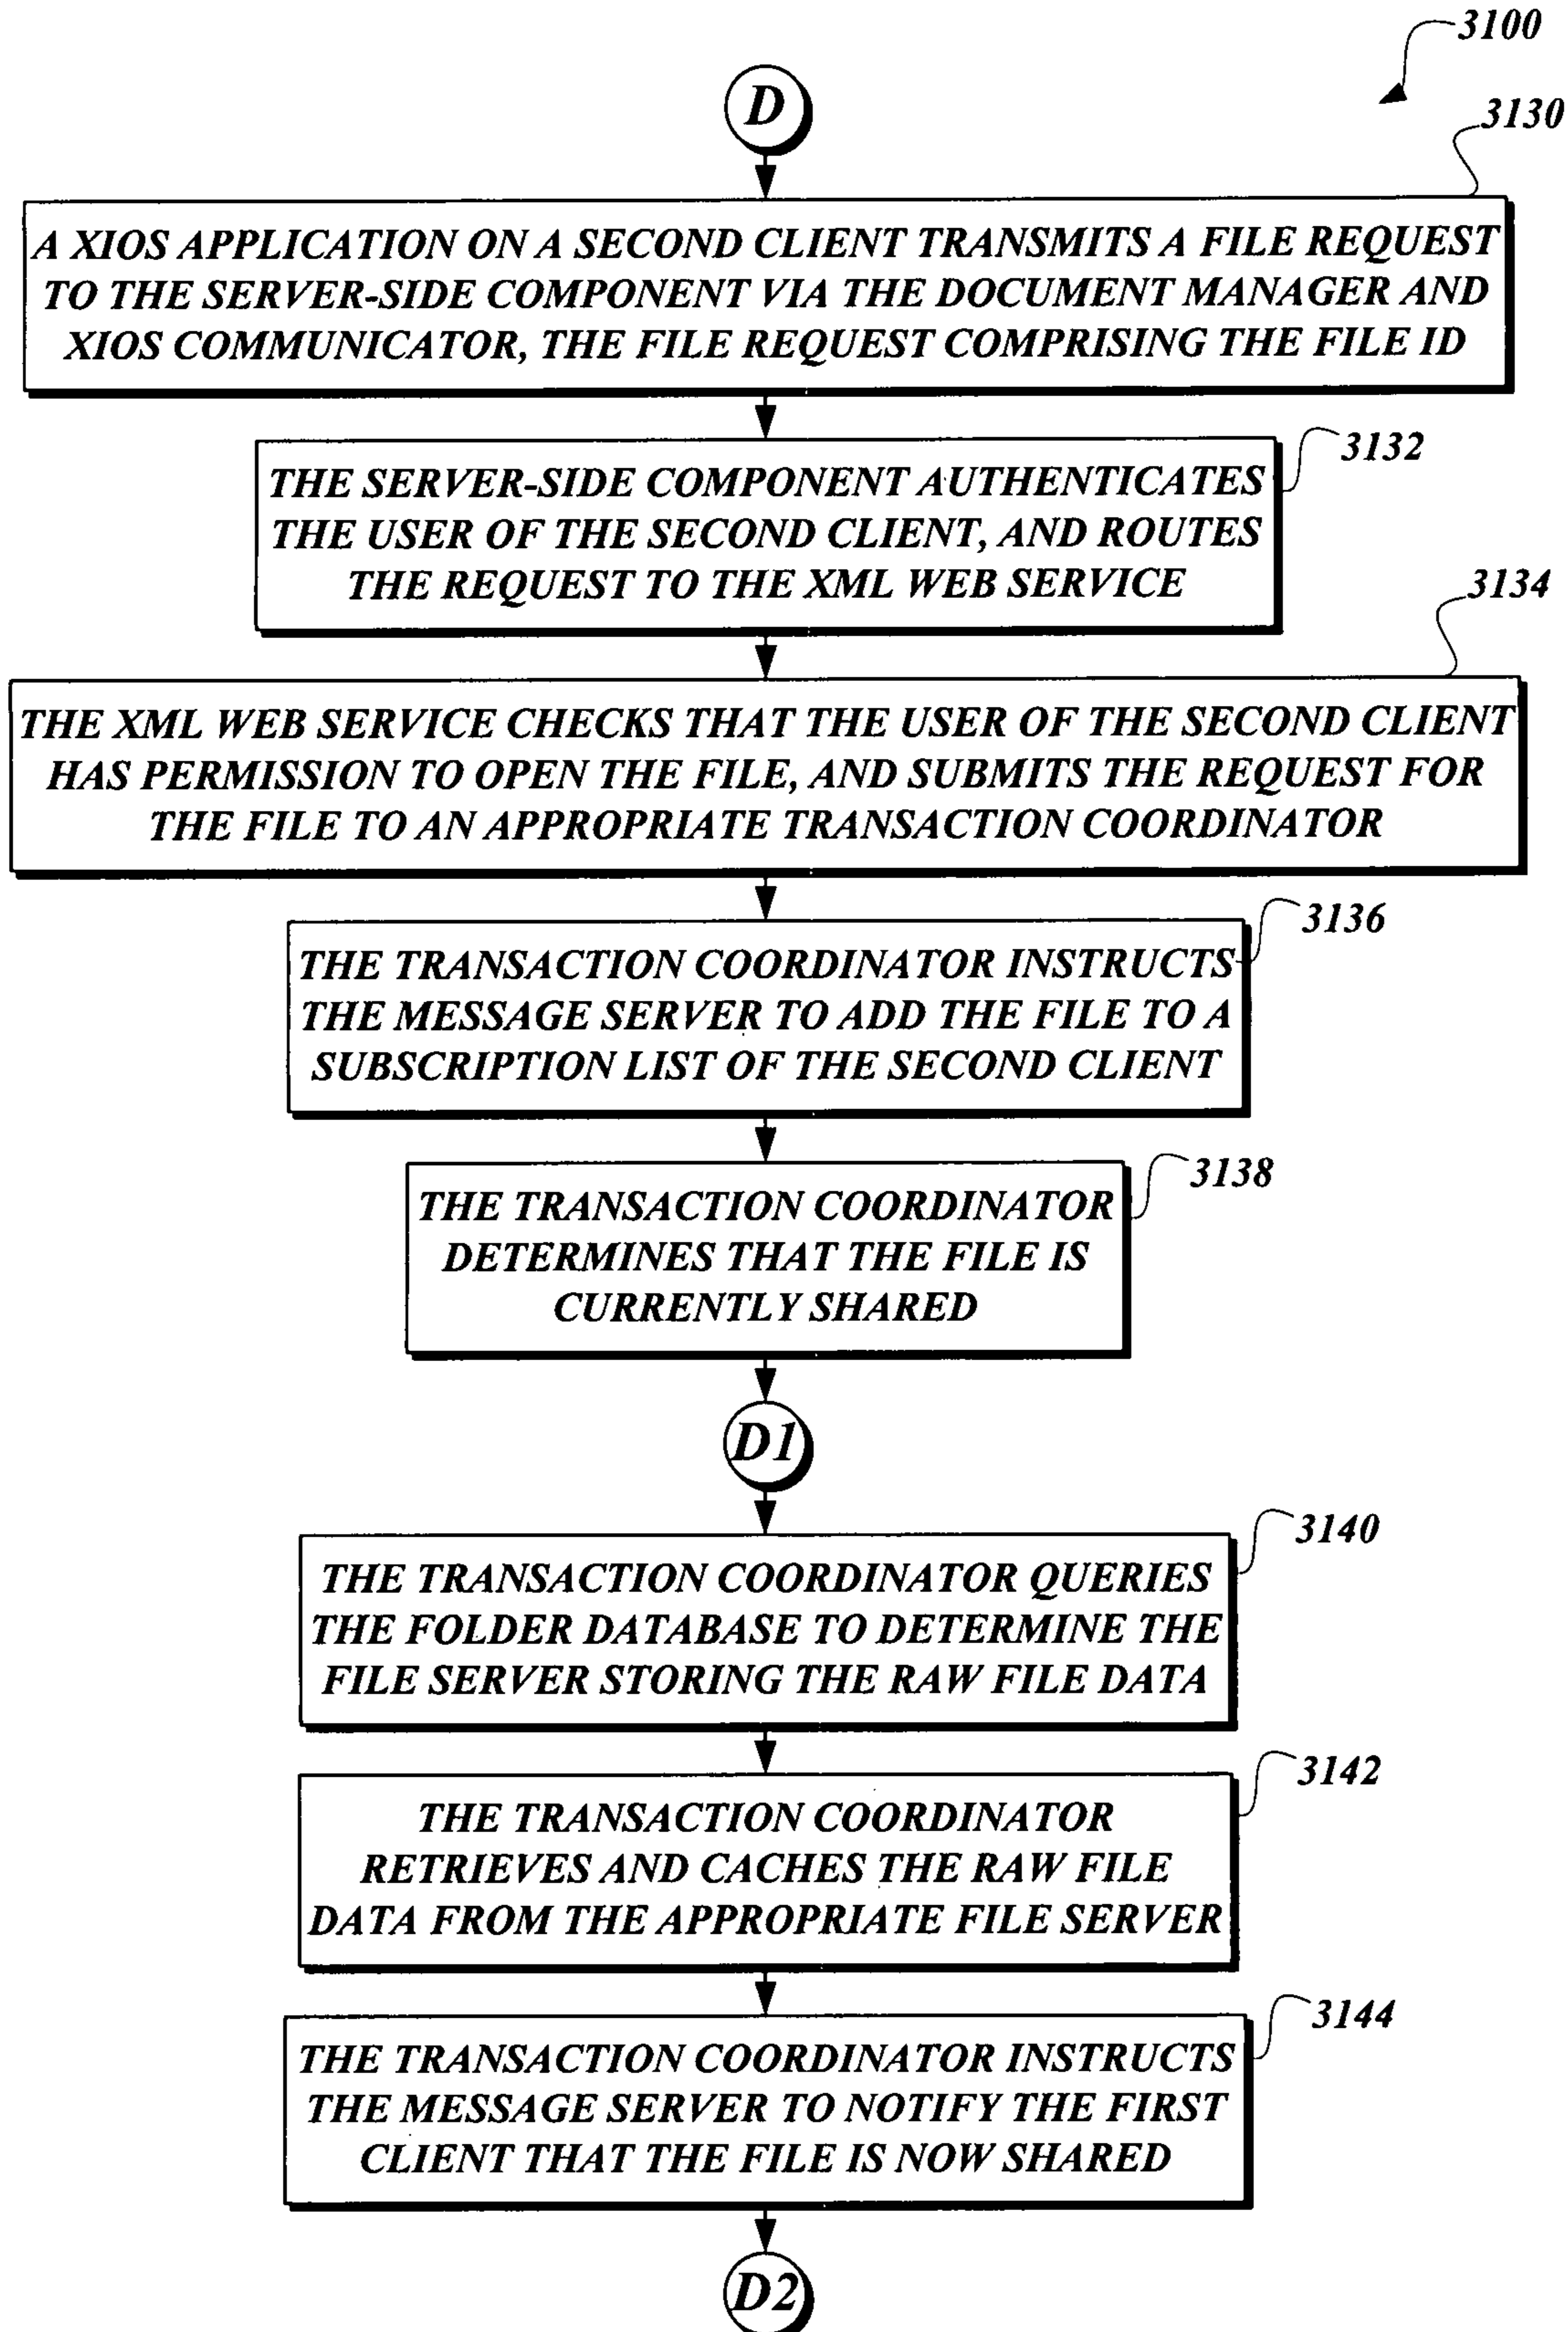 3100
D
3130
A XIOS APPLICATION ON A SECOND CLIENT TRANSMITS A FILE REQUEST
TO THE SERVER-SIDE COMPONENT VIA THE DOCUMENT MANAGER AND
XIOS COMMUNICATOR, THE FILE REQUEST COMPRISING THE FILE ID
3132
THE SERVER-SIDE COMPONENT AUTHENTICATES
THE USER OF THE SECOND CLIENT, AND ROUTES
THE REQUEST TO THE XML WEB SERVICE
3134
THE XML WEB SERVICE CHECKS THAT THE USER OF THE SECOND CLIENT
HAS PERMISSION TO OPEN THE FILE, AND SUBMITS THE REQUEST FOR
THE FILE TO AN APPROPRIATE TRANSACTION COORDINATOR
3136
THE TRANSACTION COORDINATOR INSTRUCTS
THE MESSAGE SERVER TO ADD THE FILE TO A
SUBSCRIPTION LIST OF THE SECOND CLIENT
3138
THE TRANSACTION COORDINATOR
DETERMINES THAT THE FILE IS
CURRENTLY SHARED
D1
3140
THE TRANSACTION COORDINATOR QUERIES
THE FOLDER DATABASE TO DETERMINE THE
FILE SERVER STORING THE RAW FILE DATA
3142
THE TRANSACTION COORDINATOR
RETRIEVES AND CACHES THE RAW FILE
DATA FROM THE APPROPRIATE FILE SERVER
3144
THE TRANSACTION COORDINATOR INSTRUCTS
THE MESSAGE SERVER TO NOTIFY THE FIRST
CLIENT THAT THE FILE IS NOW SHARED
D2